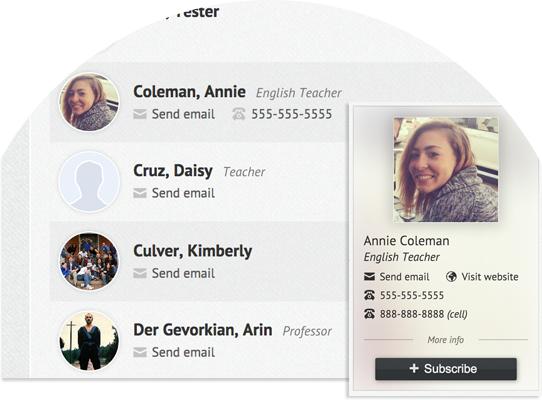 Tester
Coleman, Annie English Teacher
Send email 555-555-5555
Cruz, Daisy Teacher
Send email
Culver, Kimberly
Send email
Der Gevorkian, Arin Professor
Send email
Annie Coleman
English Teacher
Send email Visit website
555-555-5555
888-888-8888 (cell)
More info
+ Subscribe